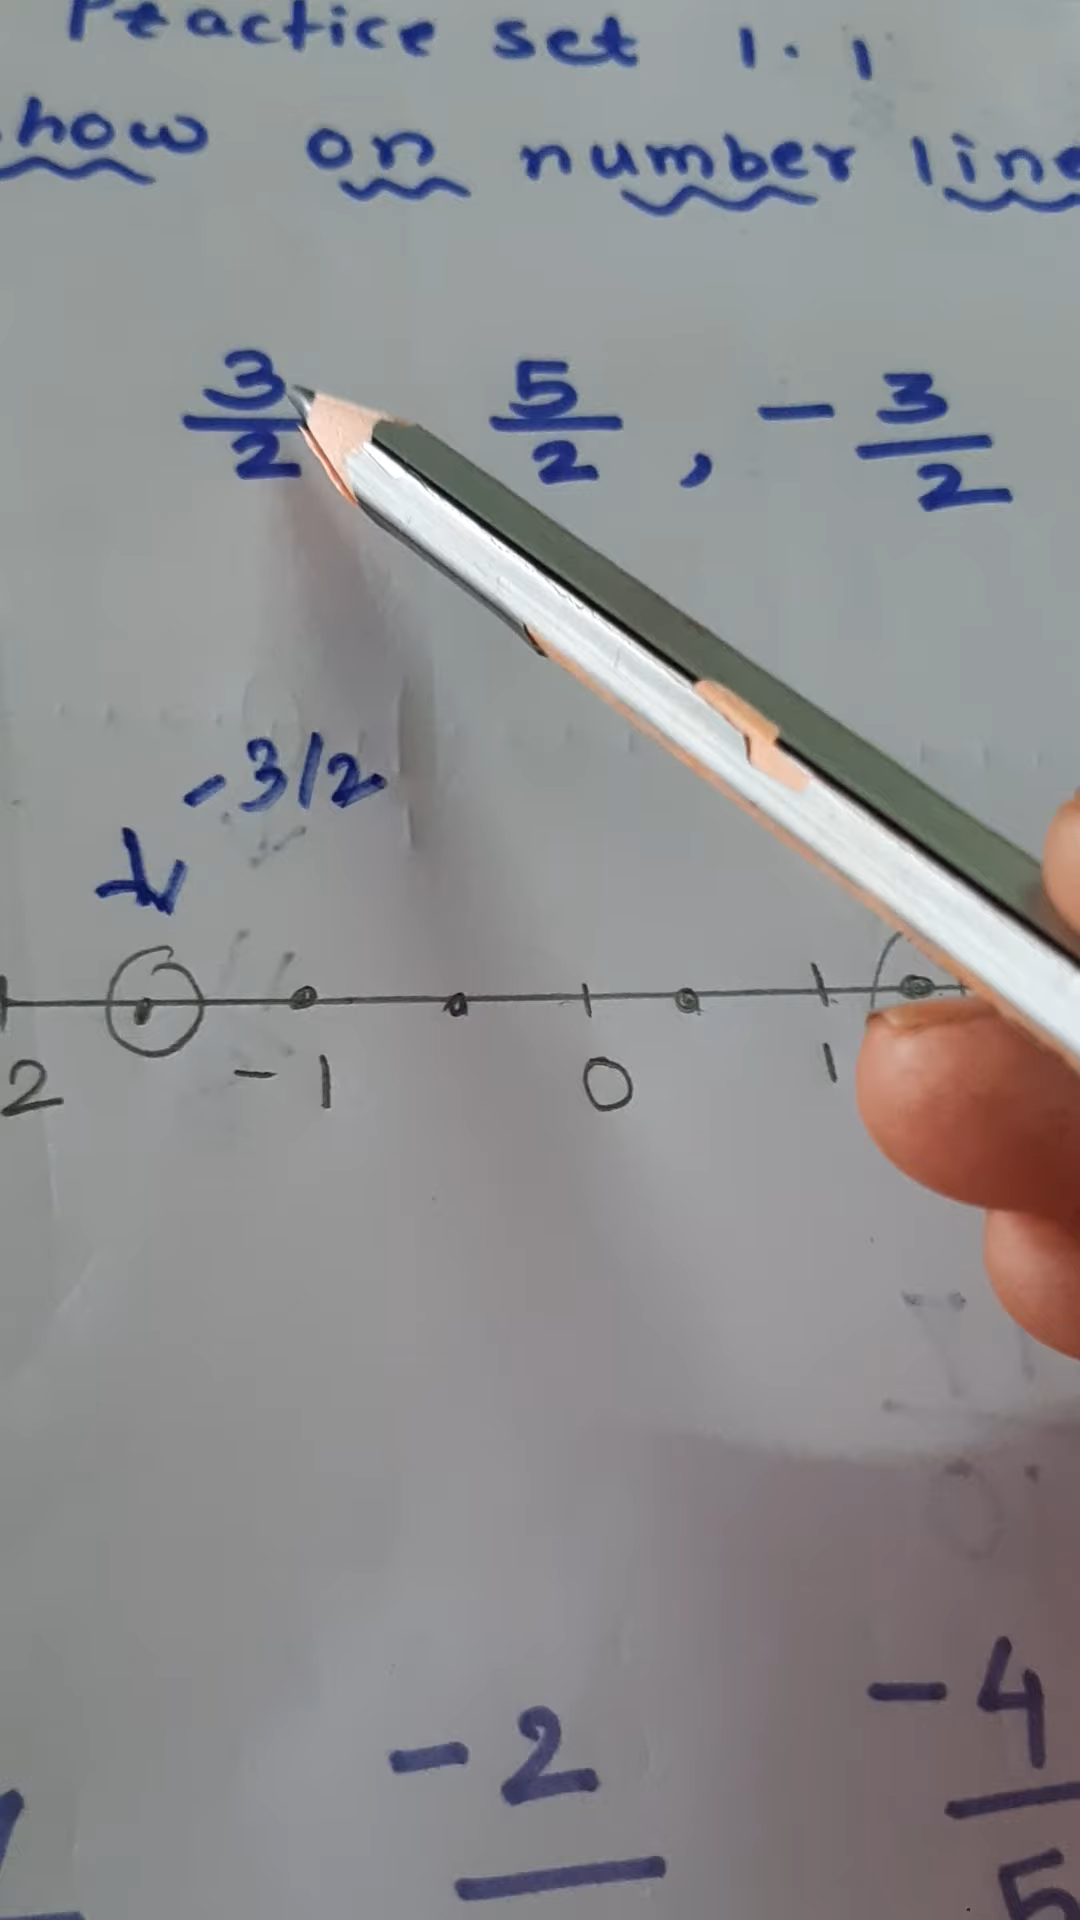 Practice set 1.1
how on number line
3/2 5/2 , - 3/2
-3/2
2 -1 0 1
-2 -4/5